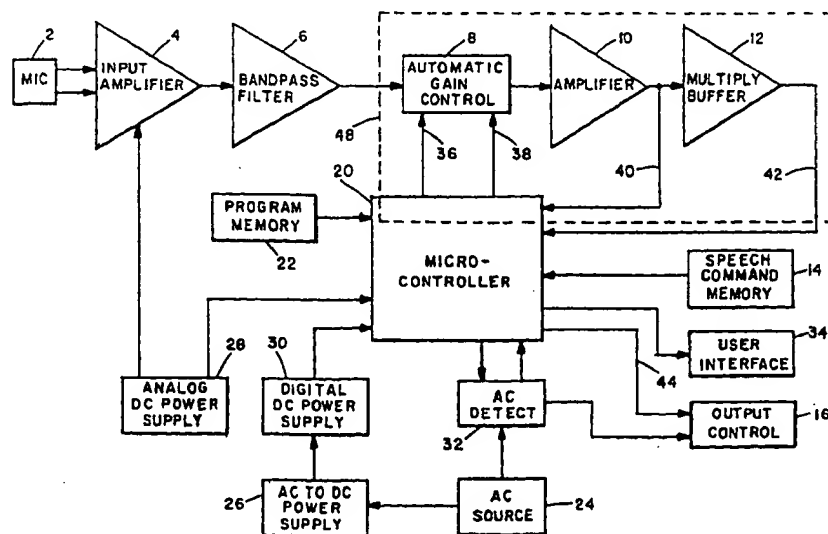 2
MIC
4
INPUT
AMPLIFIER
6
BANDPASS
FILTER
8
AUTOMATIC
GAIN
CONTROL
10
AMPLIFIER
12
MULTIPLY
BUFFER
48
36
38
40
42
20
PROGRAM
MEMORY
22
MICRO-
CONTROLLER
SPEECH
COMMAND
MEMORY
14
USER
INTERFACE
34
44
OUTPUT
CONTROL
16
28
ANALOG
DC POWER
SUPPLY
30
DIGITAL
DC POWER
SUPPLY
AC
DETECT
32
26
AC TO DC
POWER
SUPPLY
AC
SOURCE
24